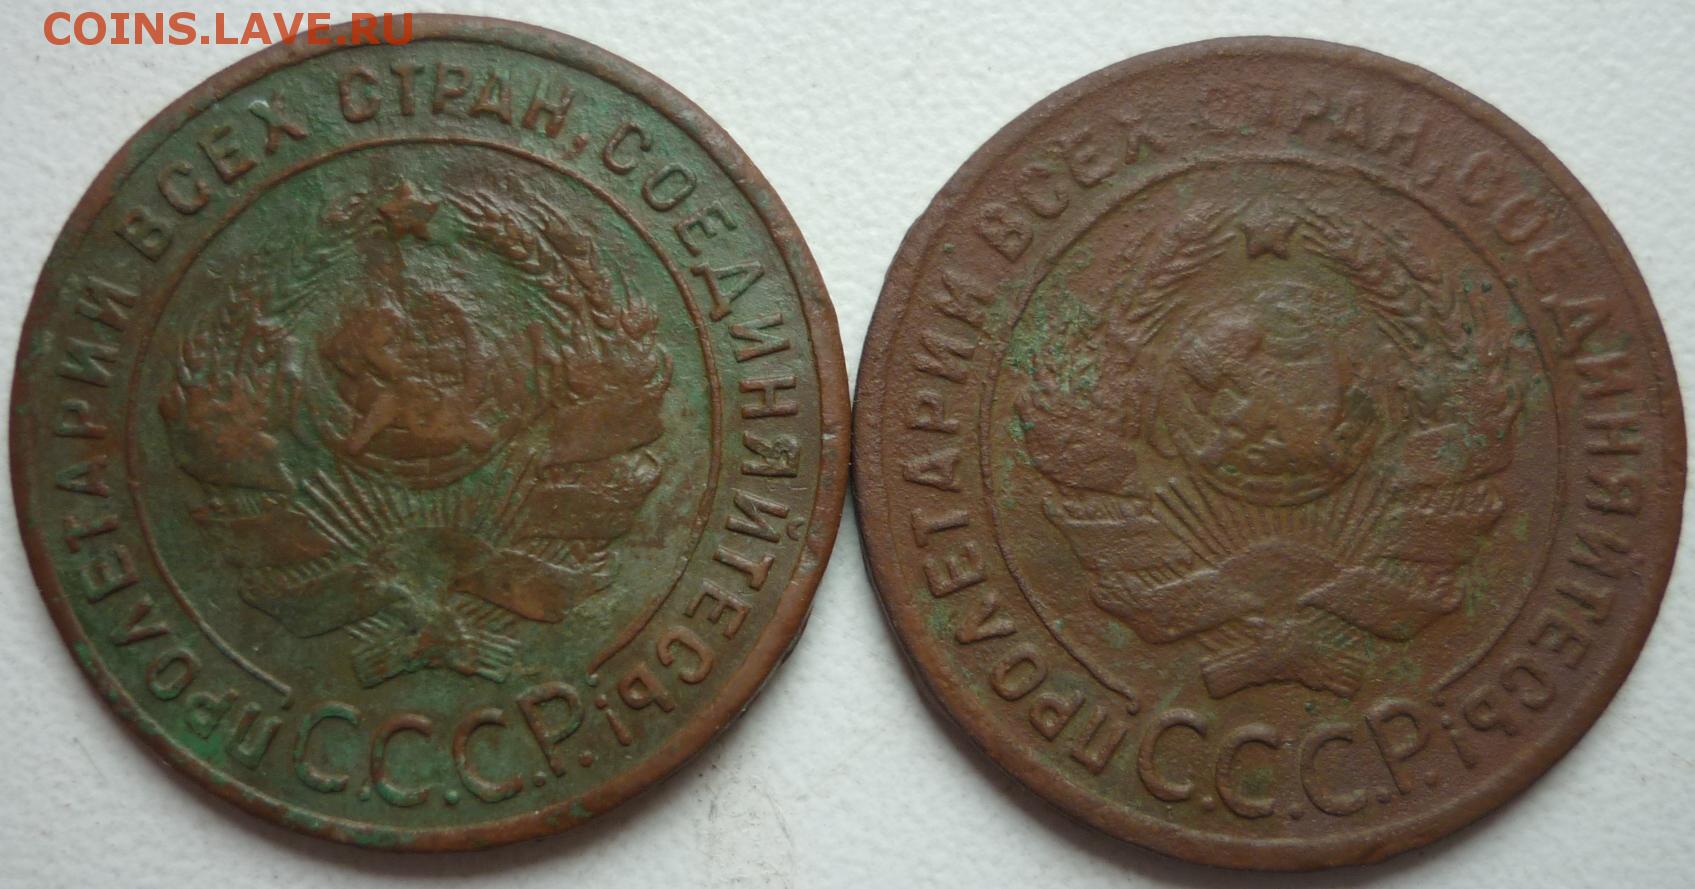 COINS.LAVE.RU
ПРОЛЕТАРИИ ВСЕХ СТРАН, СОЕДИНЯЙТЕСЬ!
С.С.С.Р.
ПРОЛЕТАРИИ ВСЕХ СТРАН, СОЕДИНЯЙТЕСЬ!
С.С.С.Р.